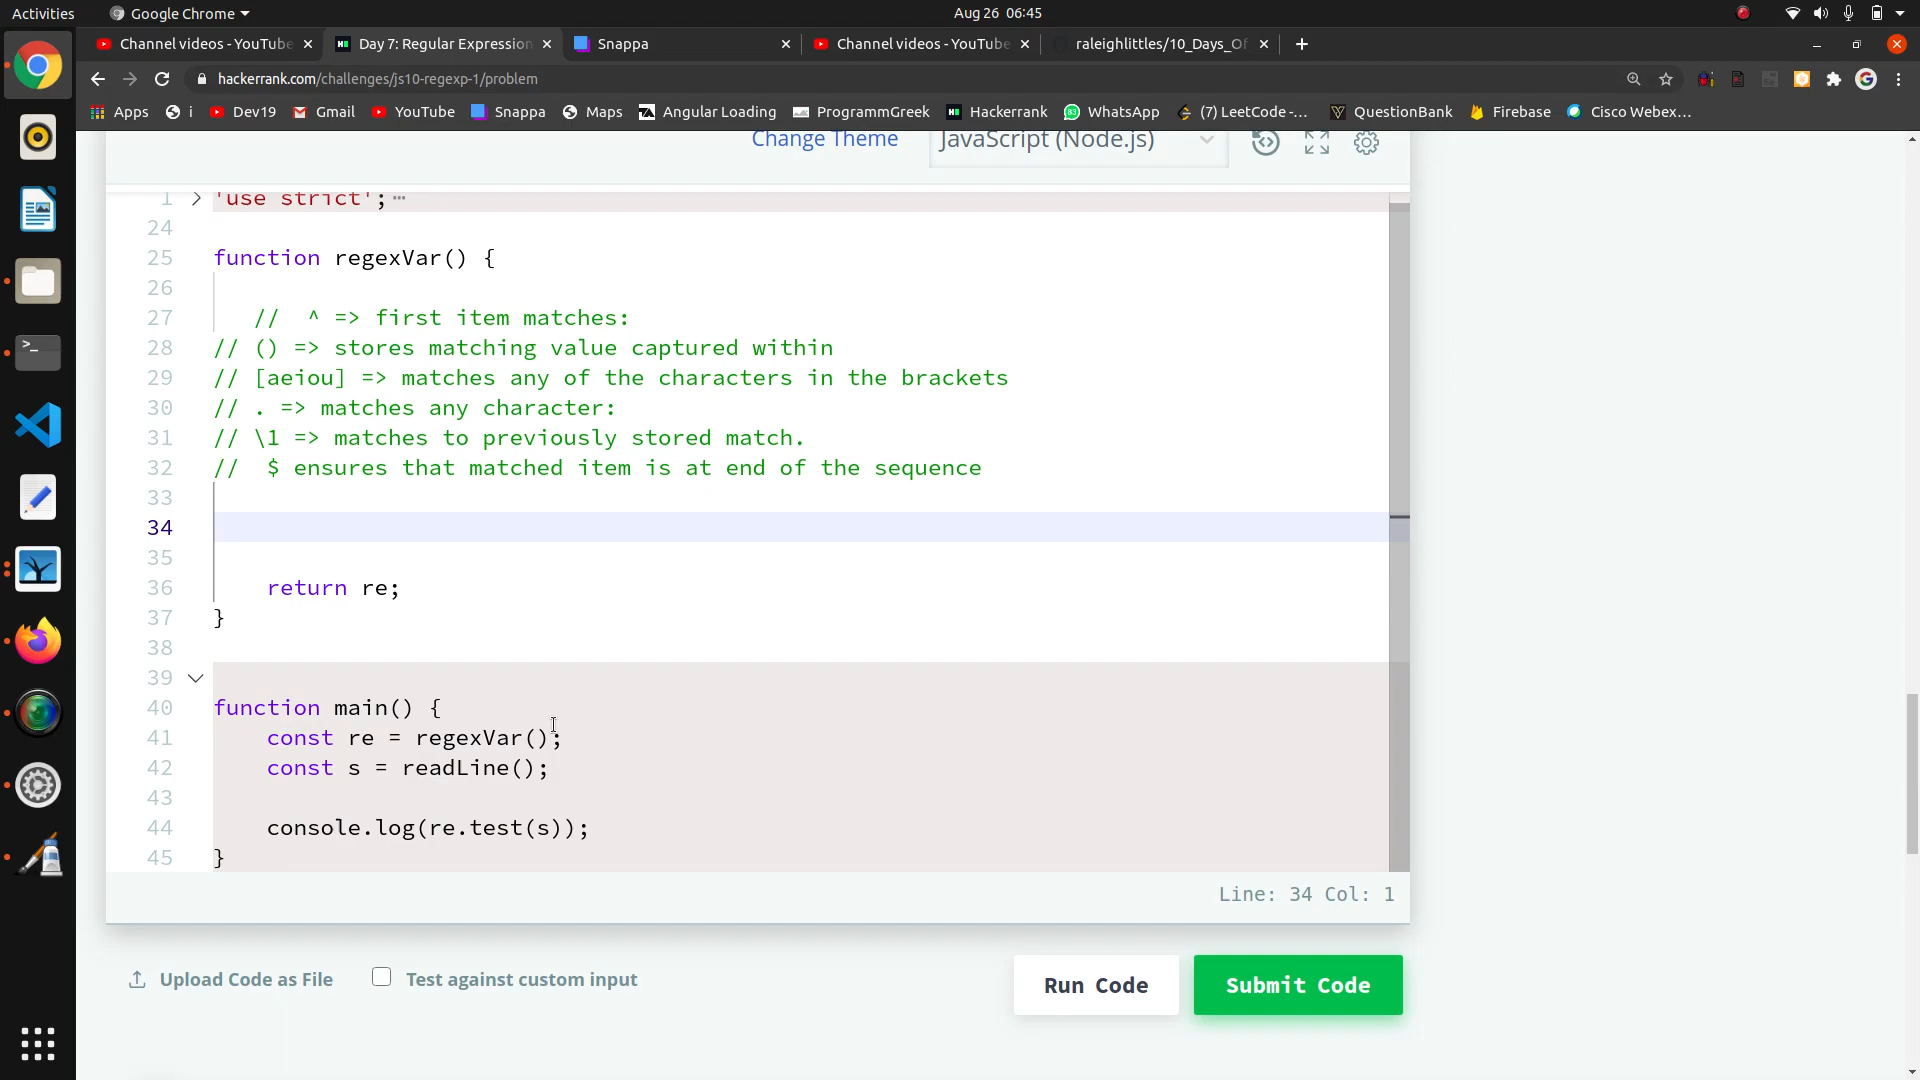 Activities
Google Chrome
Aug 26 06:45
Channel videos - YouTube
Day 7: Regular Expression
Snappa
Channel videos - YouTube
raleighlittles/10_Days_Of
hackerrank.com/challenges/js10-regexp-1/problem
Apps
i
Dev19
Gmail
YouTube
Snappa
Maps
Angular Loading
ProgrammGreek
Hackerrank
WhatsApp
(7) LeetCode -...
QuestionBank
Firebase
Cisco Webex...
Change Theme
JavaScript (Node.js)
1 'use strict';
24
25 function regexVar() {
26
27 // ^ => first item matches:
28 // () => stores matching value captured within
29 // [aeiou] => matches any of the characters in the brackets
30 // . => matches any character:
31 // \1 => matches to previously stored match.
32 // $ ensures that matched item is at end of the sequence
33
34
35
36 return re;
37 }
38
39
40 function main() {
41 const re = regexVar();
42 const s = readLine();
43
44 console.log(re.test(s));
45 }
Line: 34 Col: 1
Upload Code as File
Test against custom input
Run Code
Submit Code